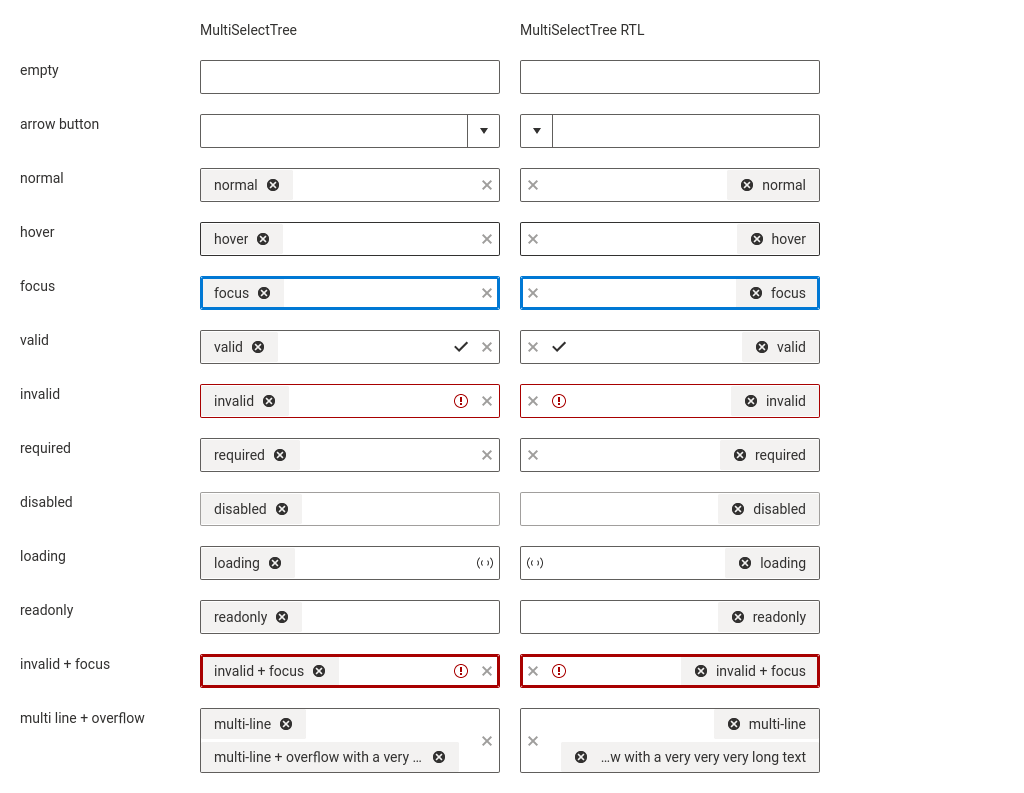 MultiSelectTree MultiSelectTree RTL
empty
arrow button
normal normal normal
hover hover hover
focus focus focus
valid valid valid
invalid invalid invalid
required required required
disabled disabled disabled
loading loading loading
readonly readonly readonly
invalid + focus invalid + focus invalid + focus
multi line + overflow multi-line multi-line
multi-line + overflow with a very ... ...w with a very very very long text